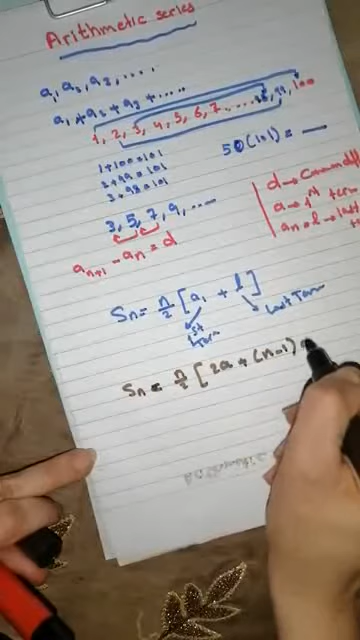 Arithmetic series
a, a₂, a₃, ....
a₁ + a₂ + a₃ + ....
1, 2, 3, 4, 5, 6, 7 ...... 98, 99, 100
1 + 100 = 101
2 + 99 = 101
3 + 98 = 101
50(101) =
3, 5, 7, 9, ....
aₙ₊₁ - aₙ = d
d → Common diff
a → 1st term
aₙ = l → last
Sₙ = n/2 [a₁ + l]
1st Term
last Term
Sₙ = n/2 [2a + (n-1)